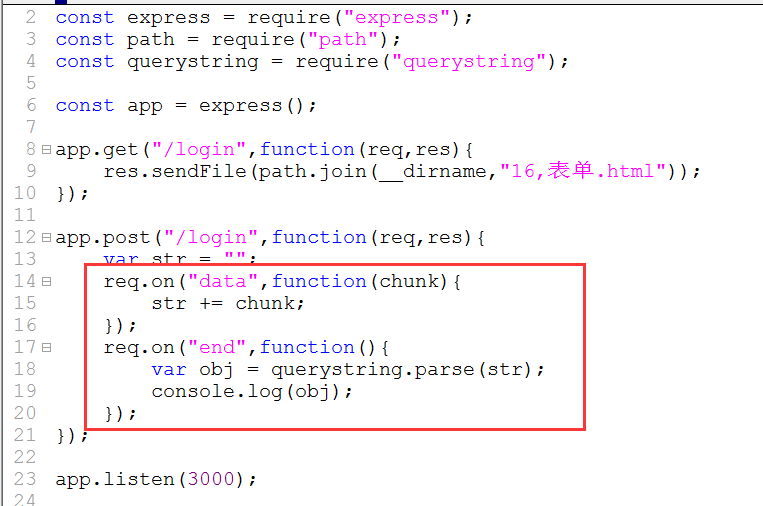 2 const express = require("express");
3 const path = require("path");
4 const querystring = require("querystring");
5
6 const app = express();
7
8 app.get("/login",function(req,res){
9     res.sendFile(path.join(__dirname,"16,表单.html"));
10 });
11
12 app.post("/login",function(req,res){
13     var str = "";
14     req.on("data",function(chunk){
15         str += chunk;
16     });
17     req.on("end",function(){
18         var obj = querystring.parse(str);
19         console.log(obj);
20     });
21 });
22
23 app.listen(3000);
24